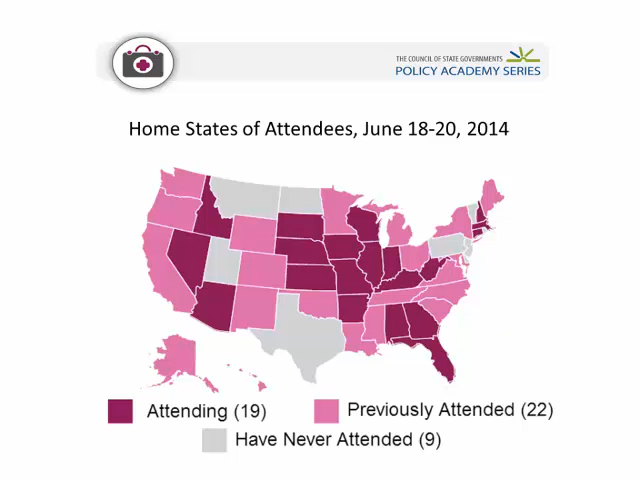 THE COUNCIL OF STATE GOVERNMENTS
POLICY ACADEMY SERIES
Home States of Attendees, June 18-20, 2014
Attending (19)
Previously Attended (22)
Have Never Attended (9)